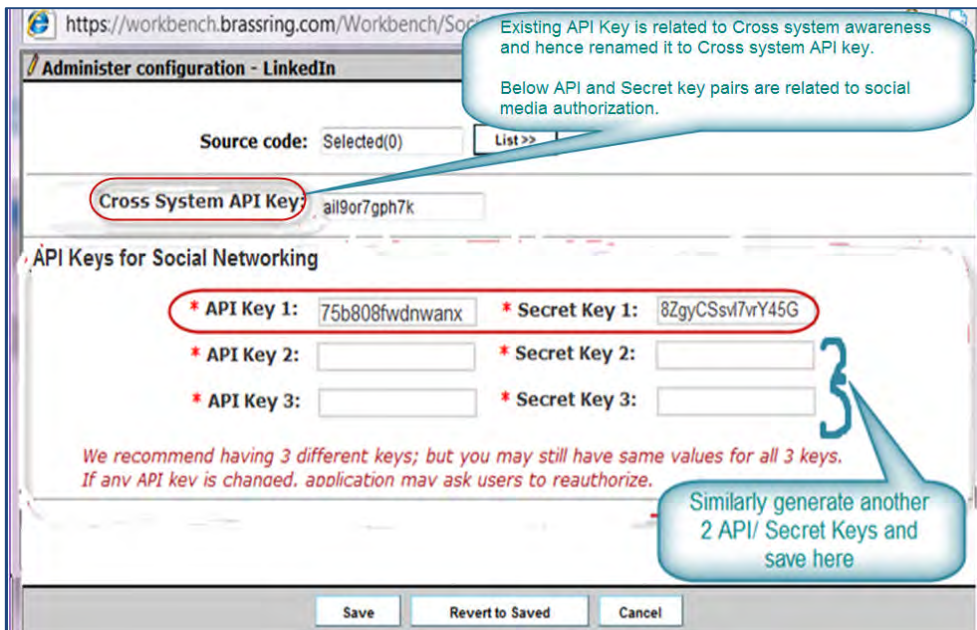 https://workbench.brassring.com/Workbench/Soc
Existing API Key is related to Cross system awareness
and hence renamed it to Cross system API key.
Below API and Secret key pairs are related to social
media authorization.
Administer configuration - LinkedIn
Source code: Selected(0) List >>
Cross System API Key: ail9or7gph7k
API Keys for Social Networking
* API Key 1: 75b808fwdnwanx * Secret Key 1: 8ZgyCSsvl7vrY45G
* API Key 2: * Secret Key 2:
* API Key 3: * Secret Key 3:
3
We recommend having 3 different keys; but you may still have same values for all 3 keys.
If any API key is changed, application may ask users to reauthorize.
Similarly generate another
2 API/ Secret Keys and
save here
Save Revert to Saved Cancel